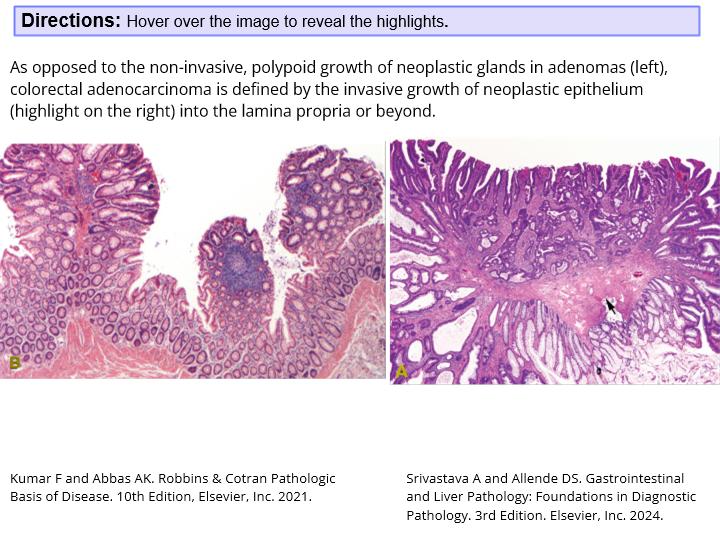 Directions: Hover over the image to reveal the highlights.
As opposed to the non-invasive, polypoid growth of neoplastic glands in adenomas (left),
colorectal adenocarcinoma is defined by the invasive growth of neoplastic epithelium
(highlight on the right) into the lamina propria or beyond.
B
A
Kumar F and Abbas AK. Robbins & Cotran Pathologic
Basis of Disease. 10th Edition, Elsevier, Inc. 2021.
Srivastava A and Allende DS. Gastrointestinal
and Liver Pathology: Foundations in Diagnostic
Pathology. 3rd Edition. Elsevier, Inc. 2024.